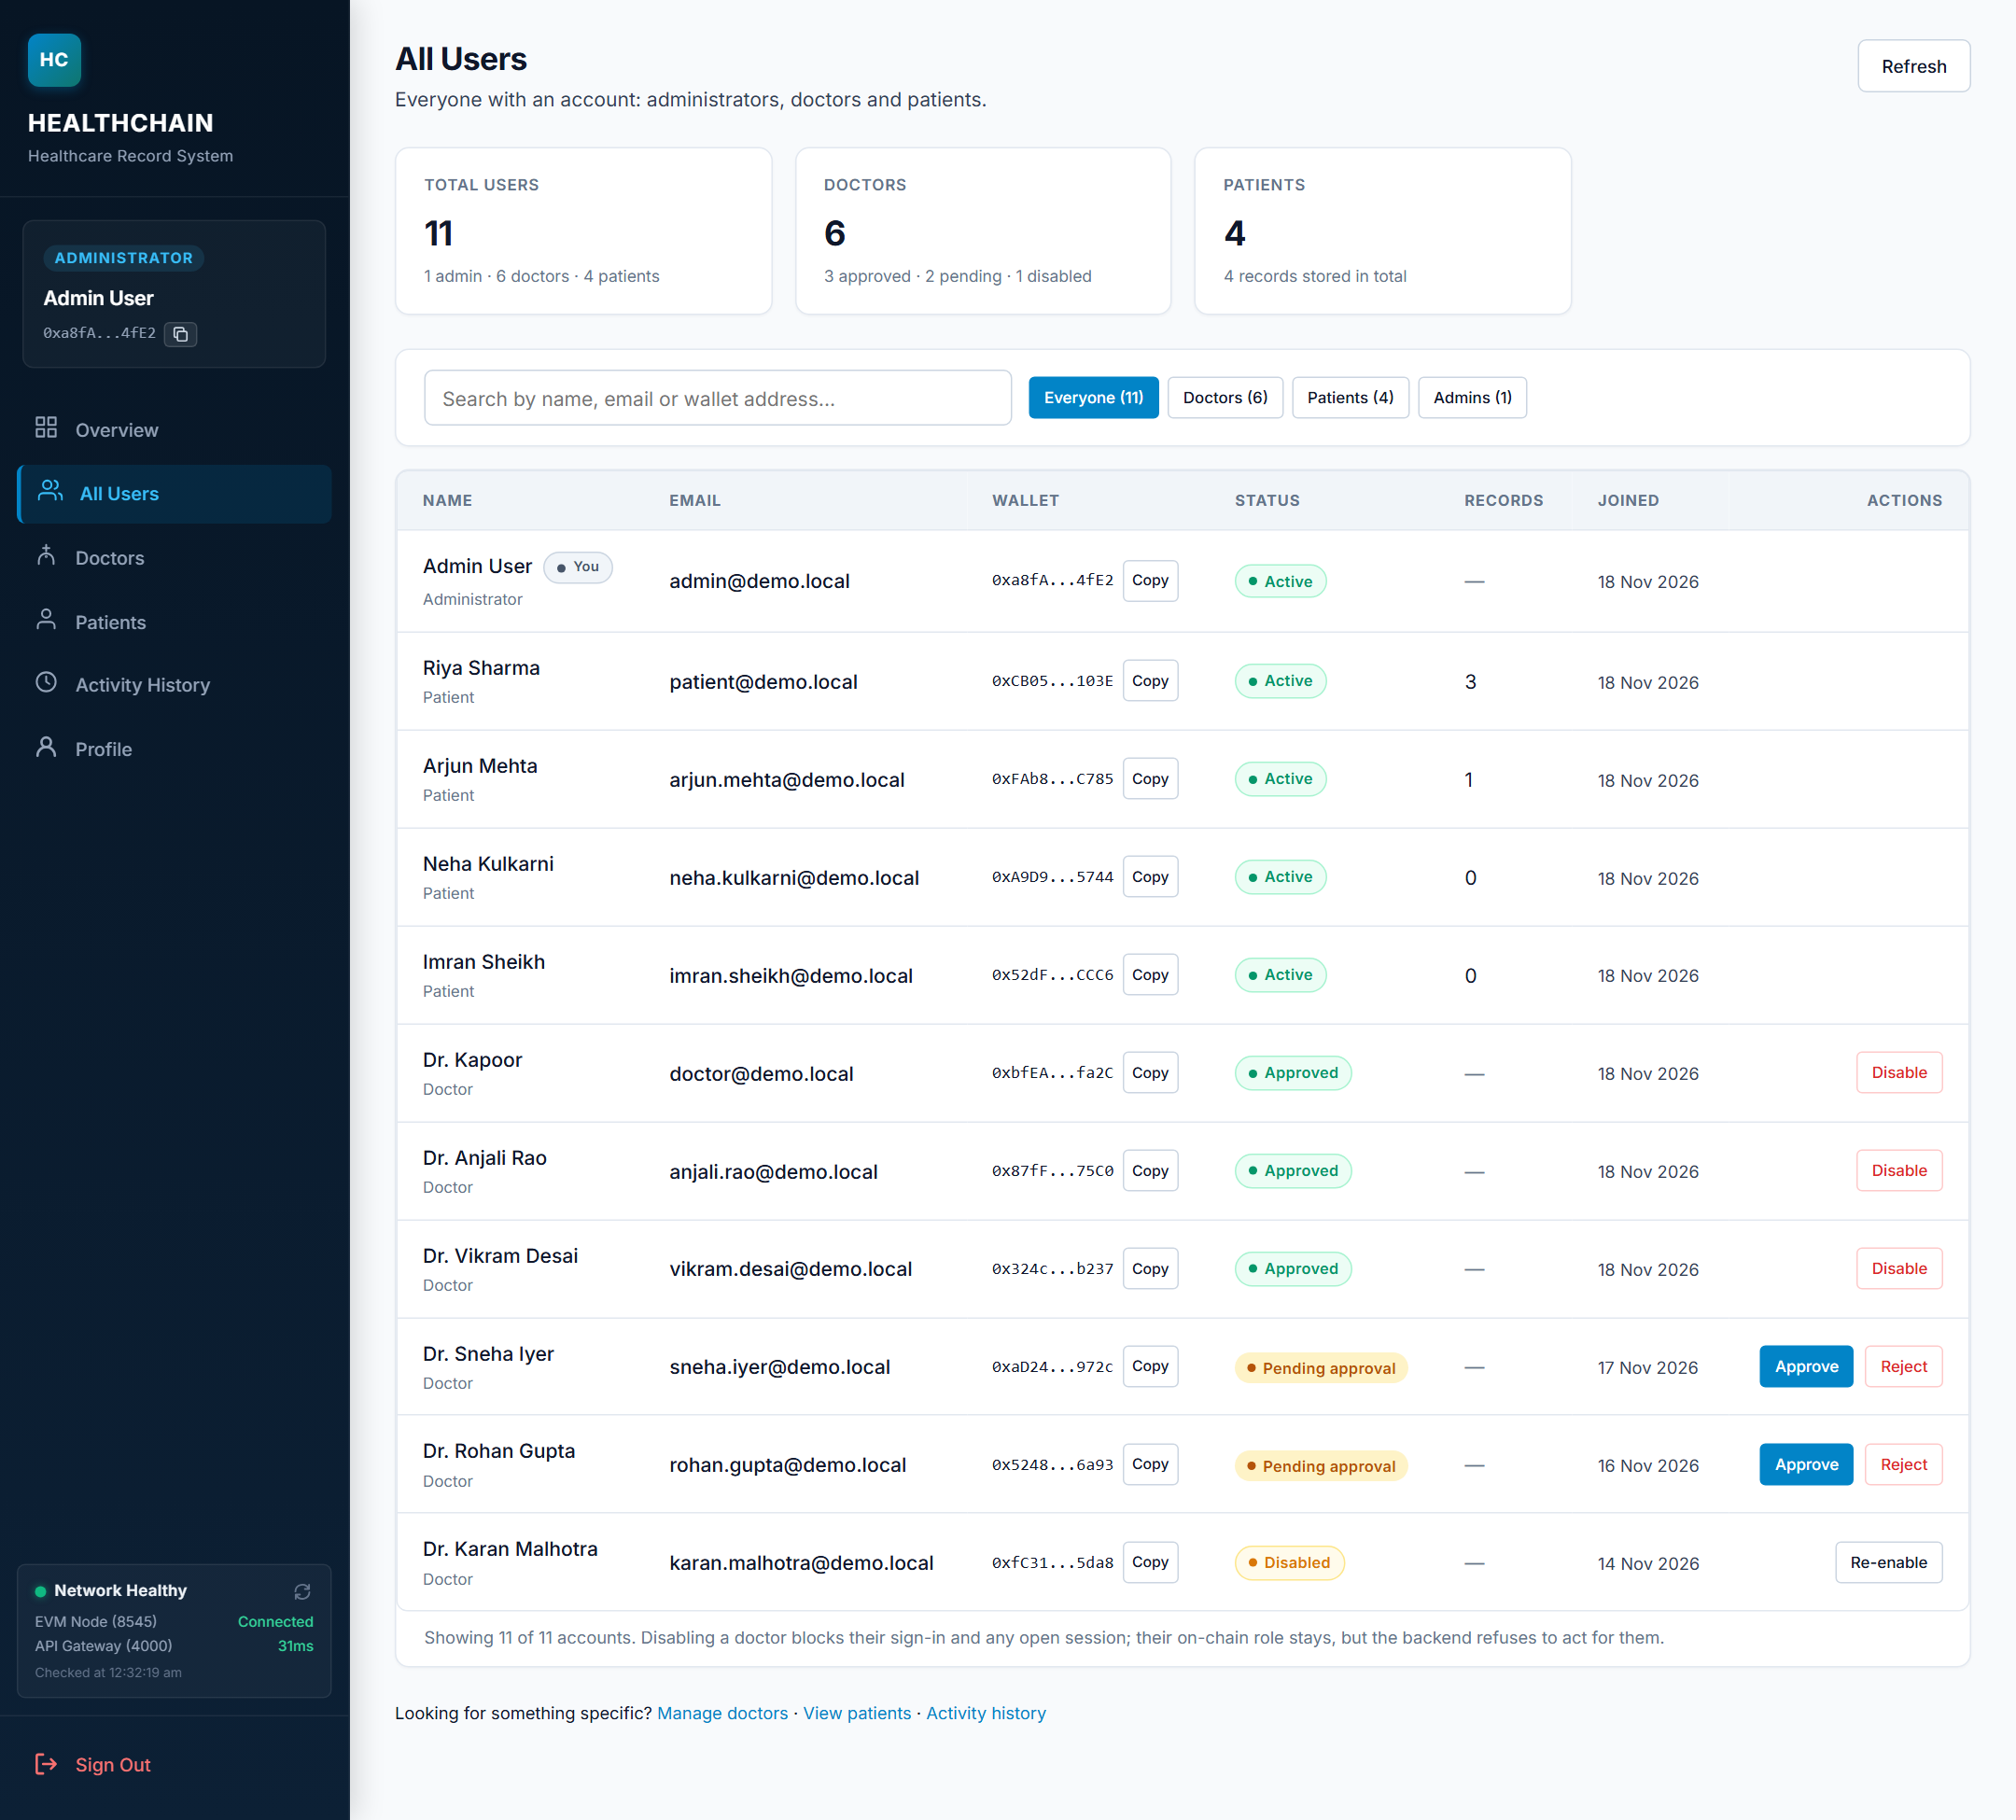 HC
HEALTHCHAIN
Healthcare Record System
ADMINISTRATOR
Admin User
0xa8fA...4fE2
Overview
All Users
Doctors
Patients
Activity History
Profile
Network Healthy
EVM Node (8545) Connected
API Gateway (4000) 31ms
Checked at 12:32:19 am
Sign Out
All Users
Everyone with an account: administrators, doctors and patients.
Refresh
TOTAL USERS
11
1 admin · 6 doctors · 4 patients
DOCTORS
6
3 approved · 2 pending · 1 disabled
PATIENTS
4
4 records stored in total
Search by name, email or wallet address...
Everyone (11) Doctors (6) Patients (4) Admins (1)
NAME EMAIL WALLET STATUS RECORDS JOINED ACTIONS
Admin User You
Administrator
admin@demo.local 0xa8fA...4fE2 Copy Active — 18 Nov 2026
Riya Sharma
Patient
patient@demo.local 0xCB05...103E Copy Active 3 18 Nov 2026
Arjun Mehta
Patient
arjun.mehta@demo.local 0xFAb8...C785 Copy Active 1 18 Nov 2026
Neha Kulkarni
Patient
neha.kulkarni@demo.local 0xA9D9...5744 Copy Active 0 18 Nov 2026
Imran Sheikh
Patient
imran.sheikh@demo.local 0x52dF...CCC6 Copy Active 0 18 Nov 2026
Dr. Kapoor
Doctor
doctor@demo.local 0xbfEA...fa2C Copy Approved — 18 Nov 2026 Disable
Dr. Anjali Rao
Doctor
anjali.rao@demo.local 0x87fF...75C0 Copy Approved — 18 Nov 2026 Disable
Dr. Vikram Desai
Doctor
vikram.desai@demo.local 0x324c...b237 Copy Approved — 18 Nov 2026 Disable
Dr. Sneha Iyer
Doctor
sneha.iyer@demo.local 0xaD24...972c Copy Pending approval — 17 Nov 2026 Approve Reject
Dr. Rohan Gupta
Doctor
rohan.gupta@demo.local 0x5248...6a93 Copy Pending approval — 16 Nov 2026 Approve Reject
Dr. Karan Malhotra
Doctor
karan.malhotra@demo.local 0xfC31...5da8 Copy Disabled — 14 Nov 2026 Re-enable
Showing 11 of 11 accounts. Disabling a doctor blocks their sign-in and any open session; their on-chain role stays, but the backend refuses to act for them.
Looking for something specific? Manage doctors · View patients · Activity history